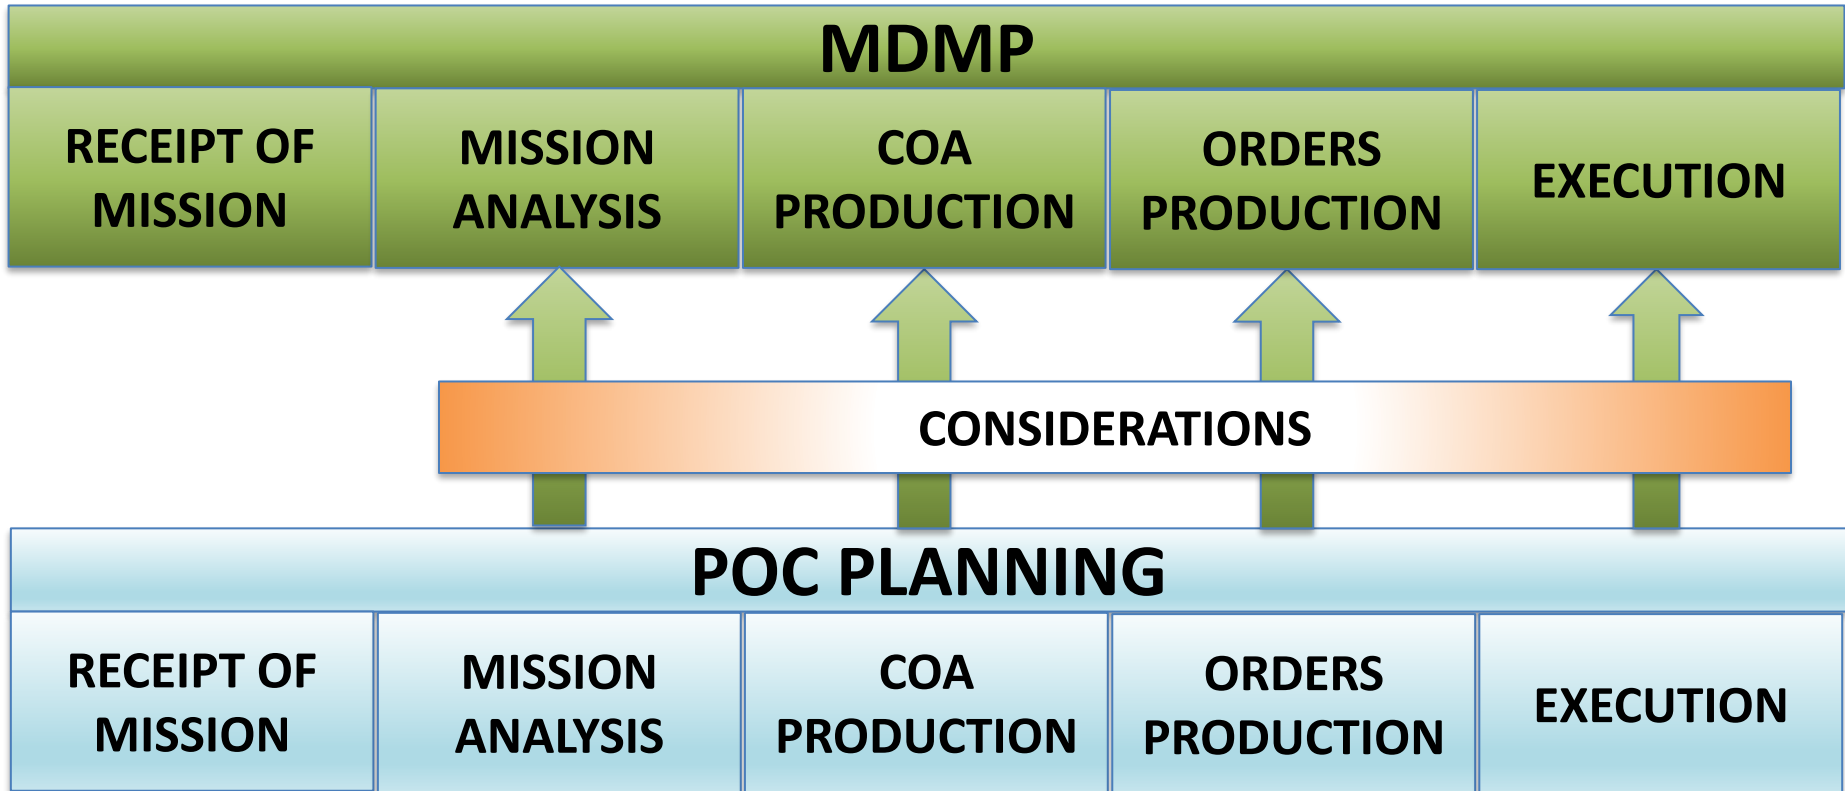 MDMP
RECEIPT OF
MISSION
MISSION
ANALYSIS
COA
PRODUCTION
ORDERS
PRODUCTION
EXECUTION
CONSIDERATIONS
POC PLANNING
RECEIPT OF
MISSION
MISSION
ANALYSIS
COA
PRODUCTION
ORDERS
PRODUCTION
EXECUTION